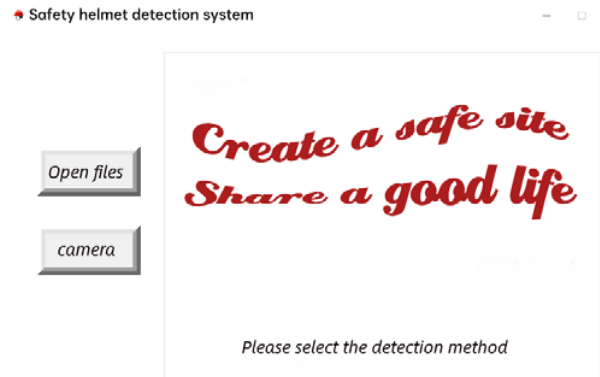 Safety helmet detection system
Create a safe site
Share a good life
Open files
camera
Please select the detection method